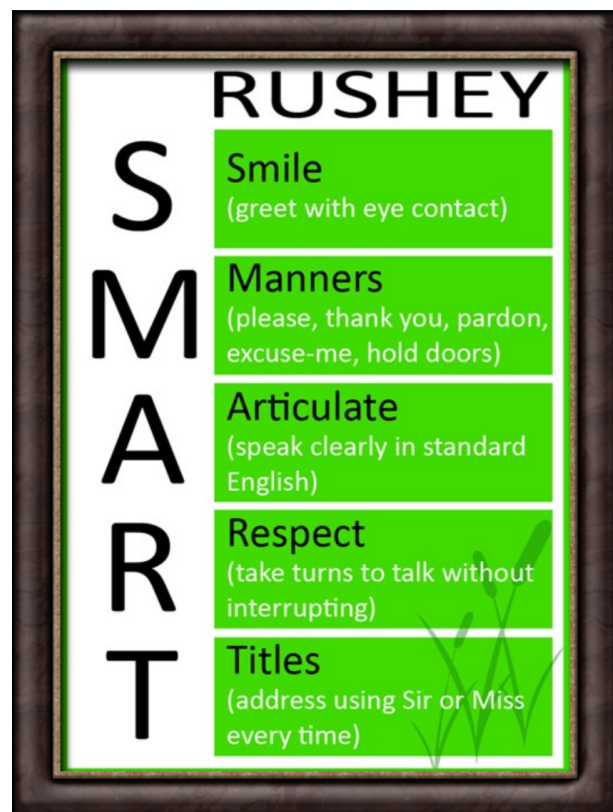 RUSHEY
S
Smile
(greet with eye contact)
M
Manners
(please, thank you, pardon,
excuse-me, hold doors)
A
Articulate
(speak clearly in standard
English)
R
Respect
(take turns to talk without
interrupting)
T
Titles
(address using Sir or Miss
every time)